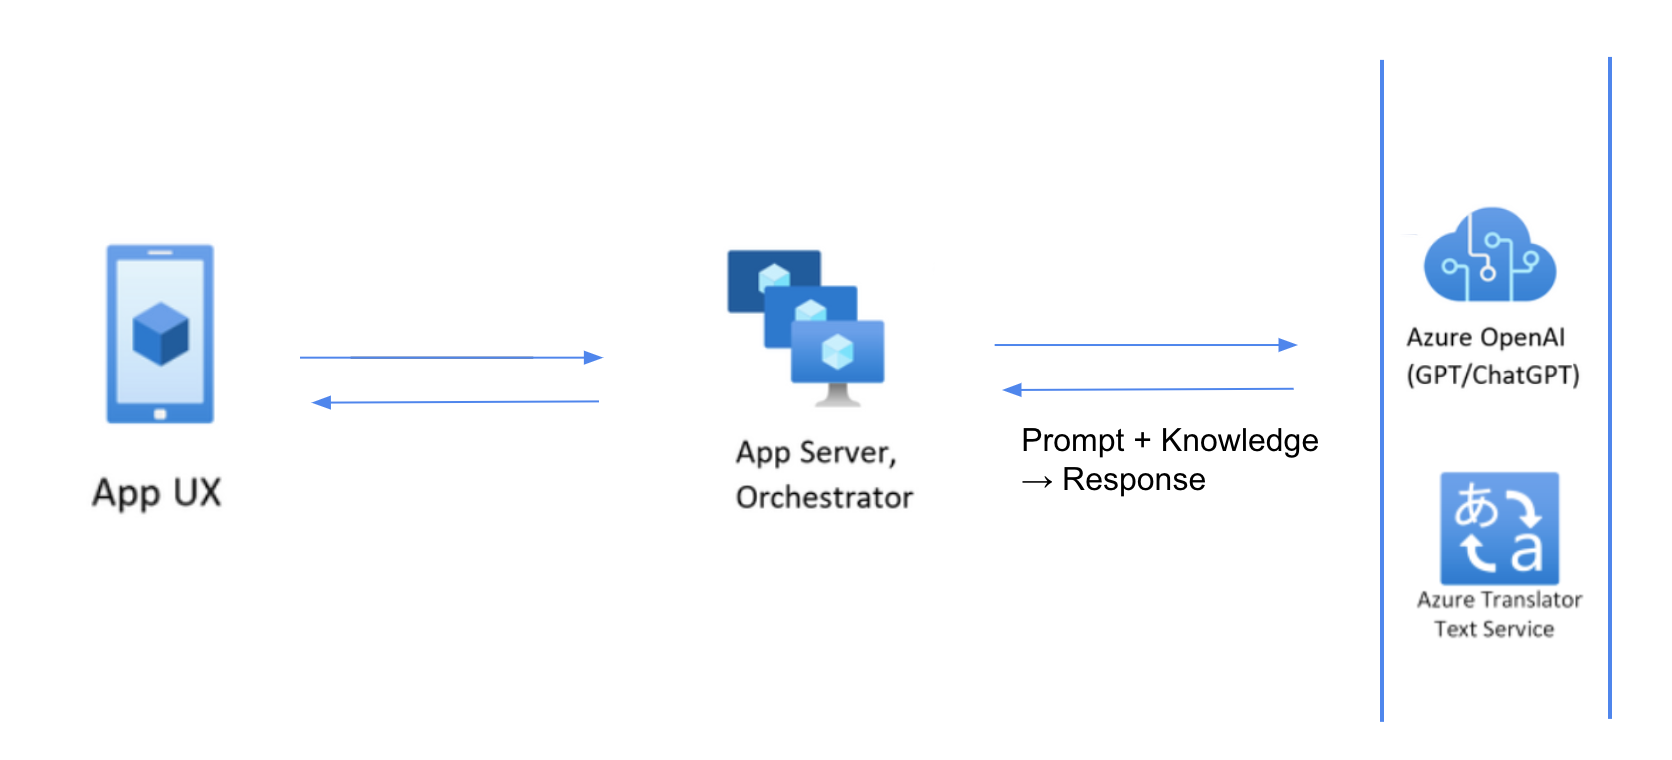 App UX
App Server,
Orchestrator
Prompt + Knowledge
→ Response
Azure OpenAI
(GPT/ChatGPT)
あ
a
Azure Translator
Text Service